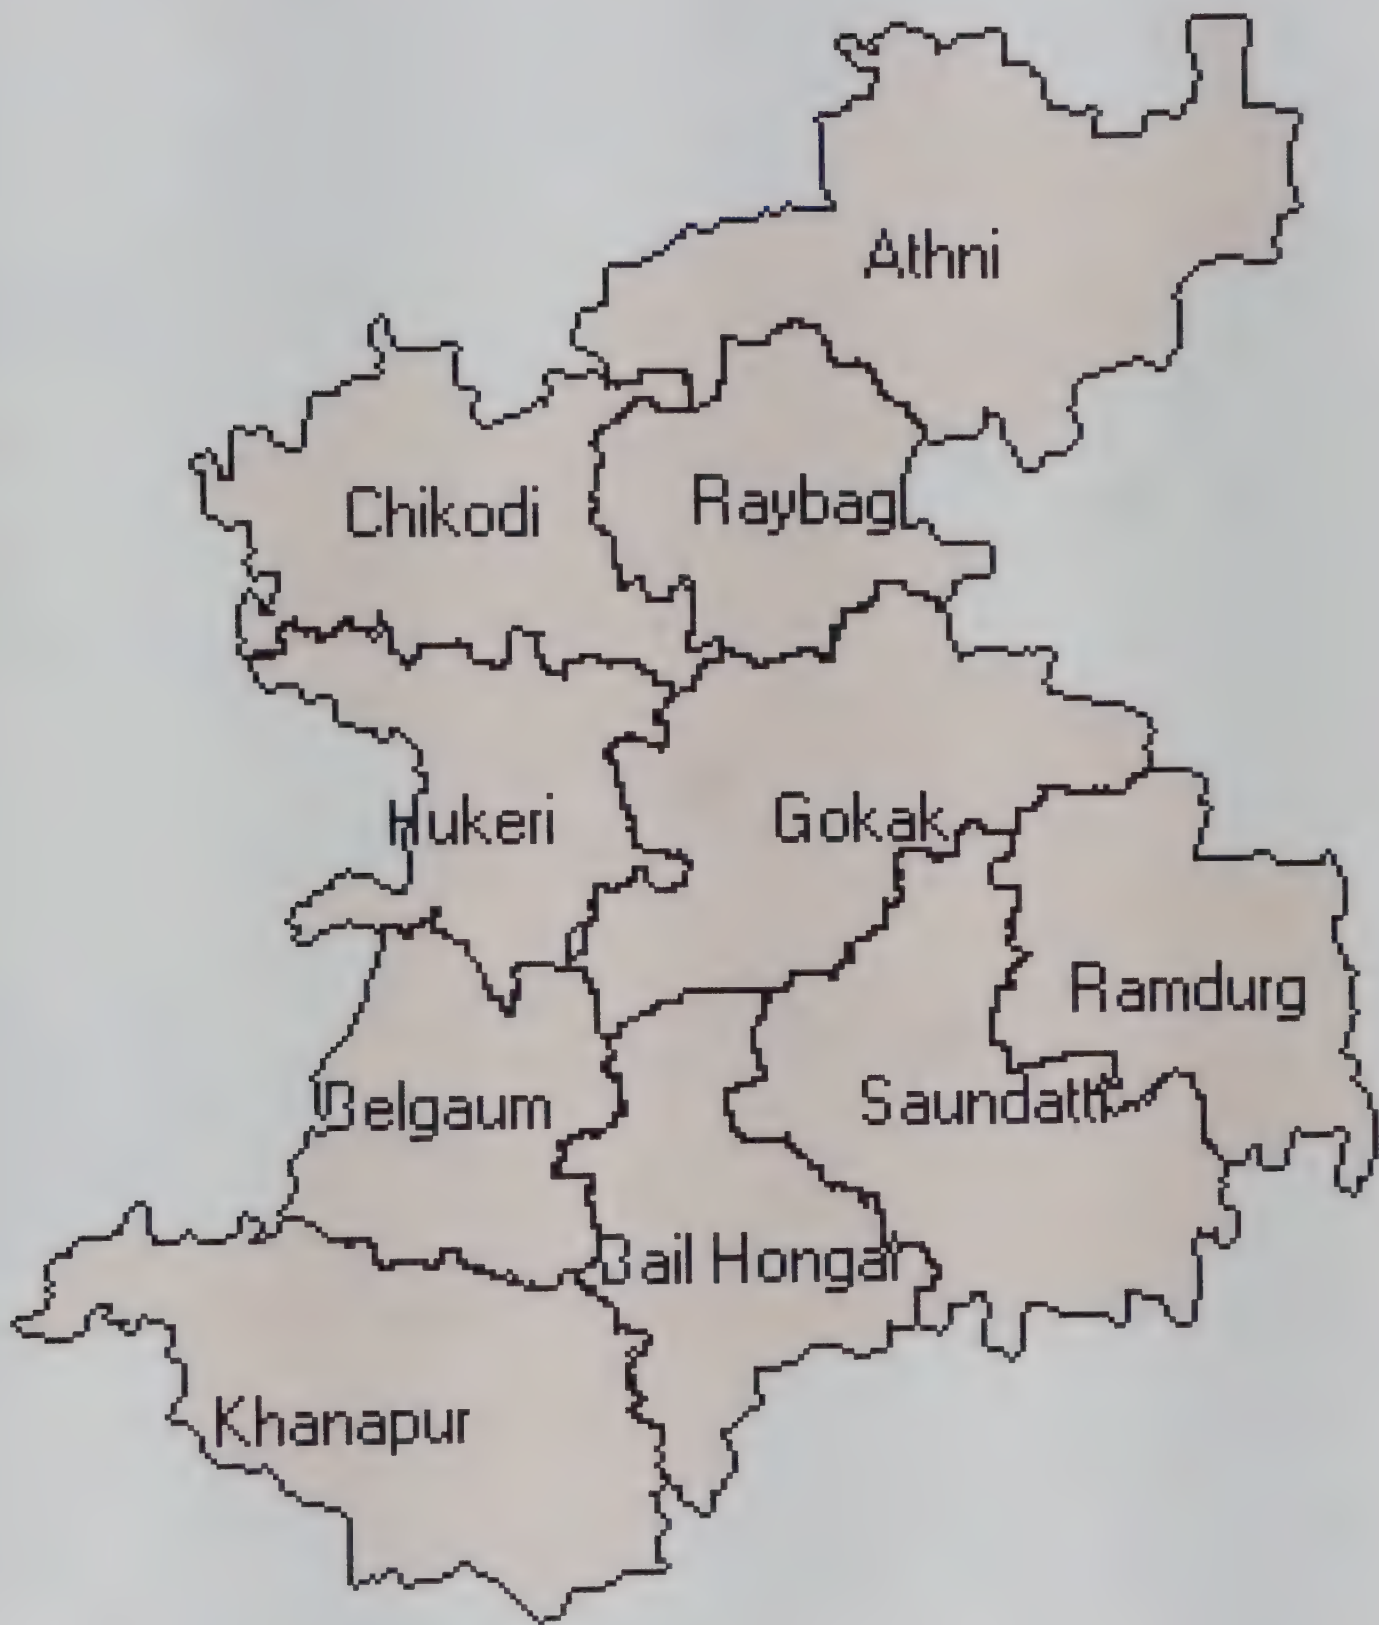 Athni
Chikodi
Raybag
Hukeri
Gokak
Ramdurg
Belgaum
Saundatti
Bail Hongal
Khanapur